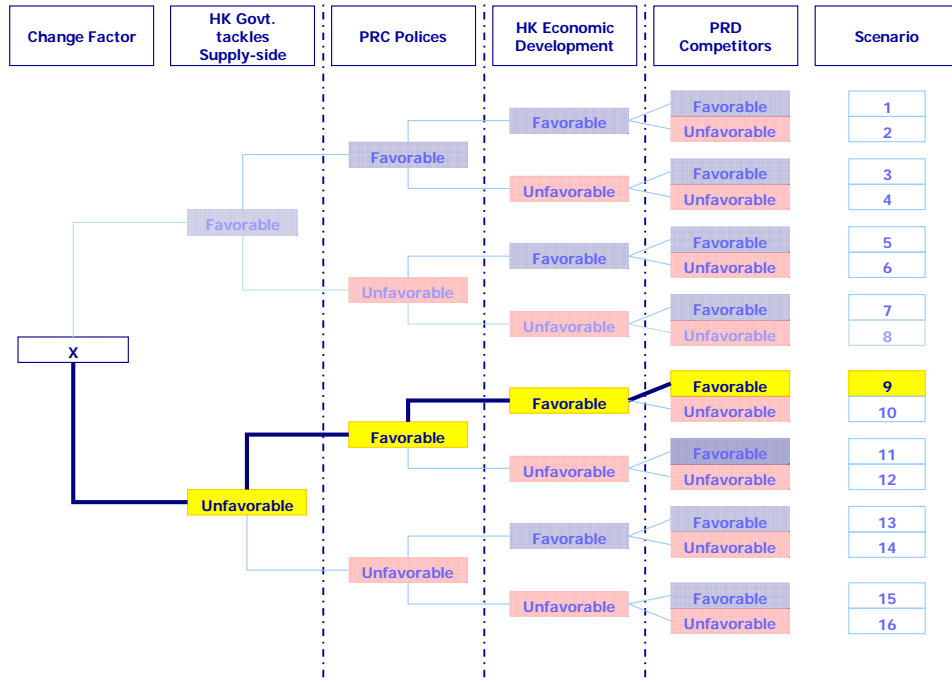 Change Factor
HK Govt.
tackles
Supply-side
PRC Polices
HK Economic
Development
PRD
Competitors
Scenario
Favorable
1
Favorable
Unfavorable
2
Favorable
Favorable
3
Unfavorable
Unfavorable
4
Favorable
Favorable
5
Favorable
Unfavorable
6
Unfavorable
Favorable
7
Unfavorable
Unfavorable
8
X
Favorable
9
Favorable
Unfavorable
10
Favorable
Favorable
11
Unfavorable
Unfavorable
12
Unfavorable
Favorable
13
Favorable
Unfavorable
14
Unfavorable
Favorable
15
Unfavorable
Unfavorable
16